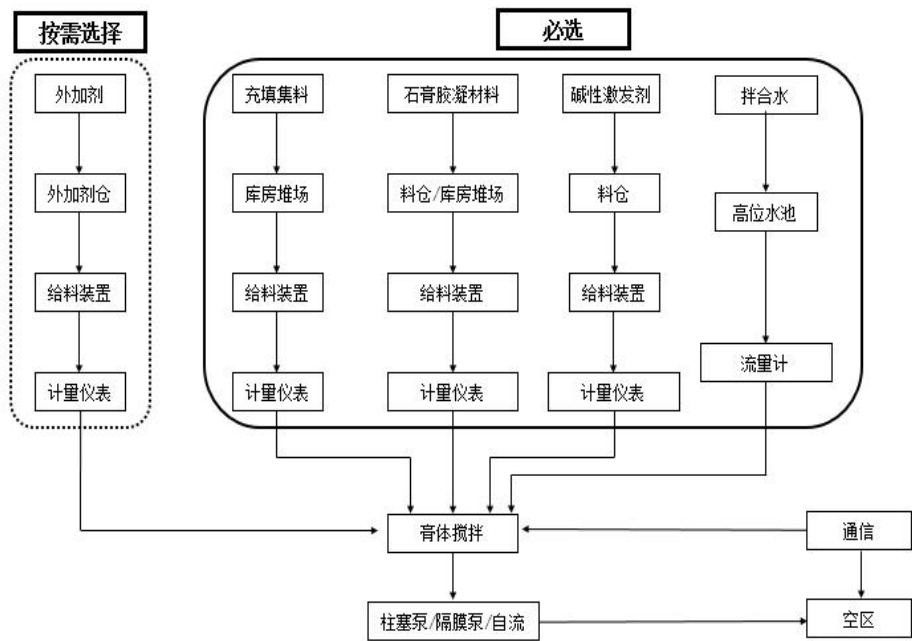 按需选择
必选
外加剂
充填集料
石膏胶凝材料
碱性激发剂
拌合水
外加剂仓
库房堆场
料仓/库房堆场
料仓
高位水池
给料装置
给料装置
给料装置
给料装置
流量计
计量仪表
计量仪表
计量仪表
计量仪表
膏体搅拌
通信
柱塞泵/隔膜泵/自流
空区